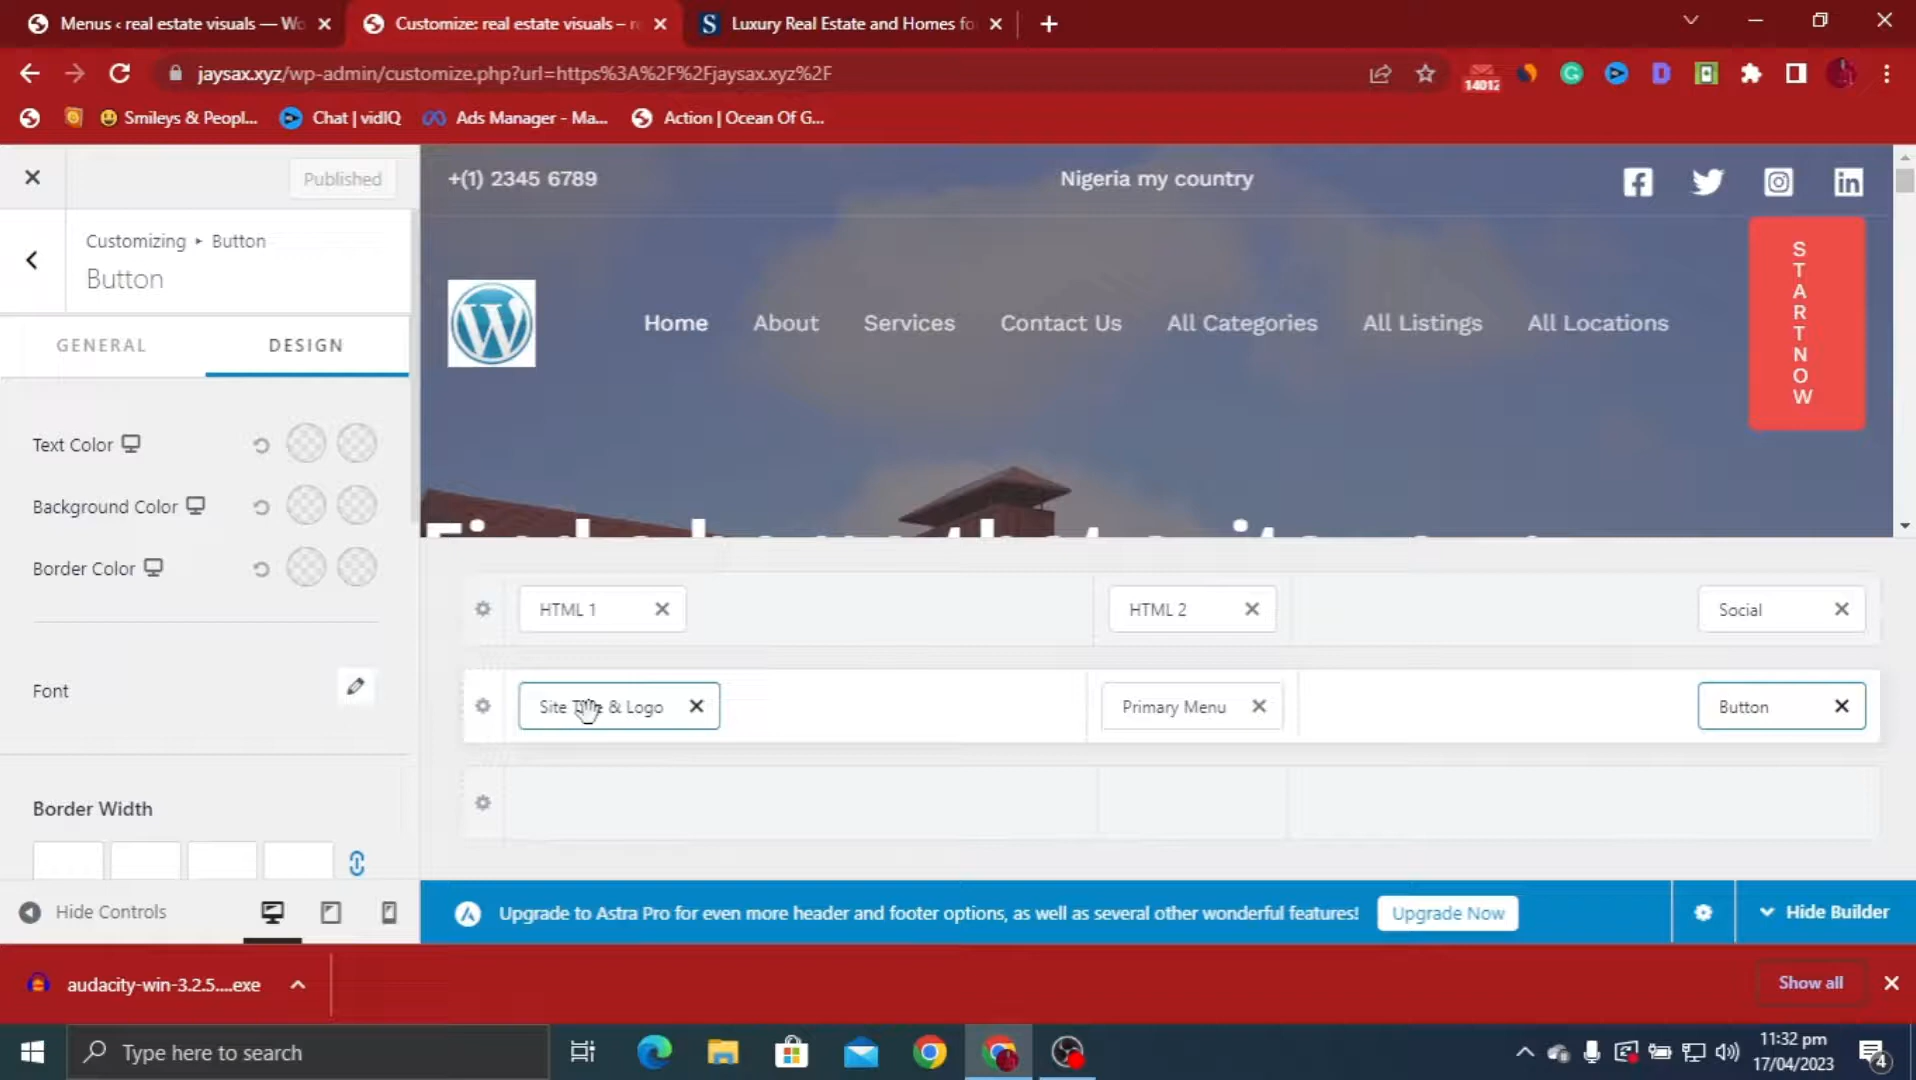 Menus ‹ real estate visuals — Wo
Customize: real estate visuals – re
Luxury Real Estate and Homes fo
jaysax.xyz/wp-admin/customize.php?url=https%3A%2F%2Fjaysax.xyz%2F
14012
Smileys & Peopl...
Chat | vidIQ
Ads Manager - Ma...
Action | Ocean Of G...
Published
Customizing ▸ Button
Button
GENERAL
DESIGN
Text Color
Background Color
Border Color
Font
Border Width
Hide Controls
+(1) 2345 6789
Nigeria my country
Home
About
Services
Contact Us
All Categories
All Listings
All Locations
S
T
A
R
T
N
O
W
HTML 1
HTML 2
Social
Site Title & Logo
Primary Menu
Button
Upgrade to Astra Pro for even more header and footer options, as well as several other wonderful features!
Upgrade Now
Hide Builder
audacity-win-3.2.5....exe
Show all
Type here to search
11:32 pm
17/04/2023
4